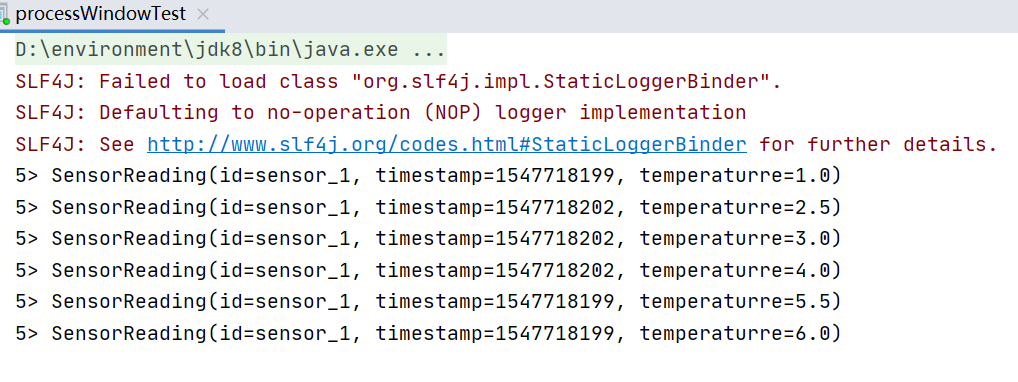 processWindowTest ×
D:\environment\jdk8\bin\java.exe ...
SLF4J: Failed to load class "org.slf4j.impl.StaticLoggerBinder".
SLF4J: Defaulting to no-operation (NOP) logger implementation
SLF4J: See http://www.slf4j.org/codes.html#StaticLoggerBinder for further details.
5> SensorReading(id=sensor_1, timestamp=1547718199, temperaturre=1.0)
5> SensorReading(id=sensor_1, timestamp=1547718202, temperaturre=2.5)
5> SensorReading(id=sensor_1, timestamp=1547718202, temperaturre=3.0)
5> SensorReading(id=sensor_1, timestamp=1547718202, temperaturre=4.0)
5> SensorReading(id=sensor_1, timestamp=1547718199, temperaturre=5.5)
5> SensorReading(id=sensor_1, timestamp=1547718199, temperaturre=6.0)